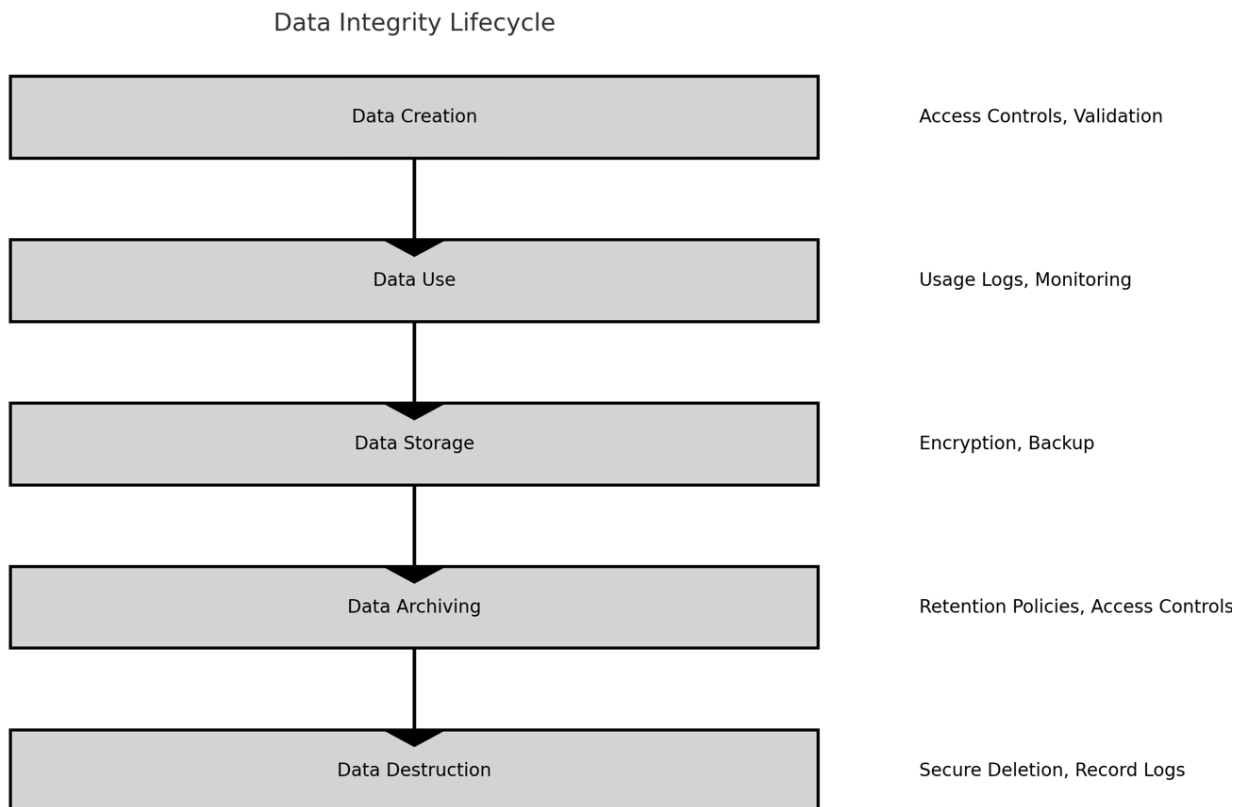 Data Integrity Lifecycle
Data Creation
Access Controls, Validation
Data Use
Usage Logs, Monitoring
Data Storage
Encryption, Backup
Data Archiving
Retention Policies, Access Controls
Data Destruction
Secure Deletion, Record Logs